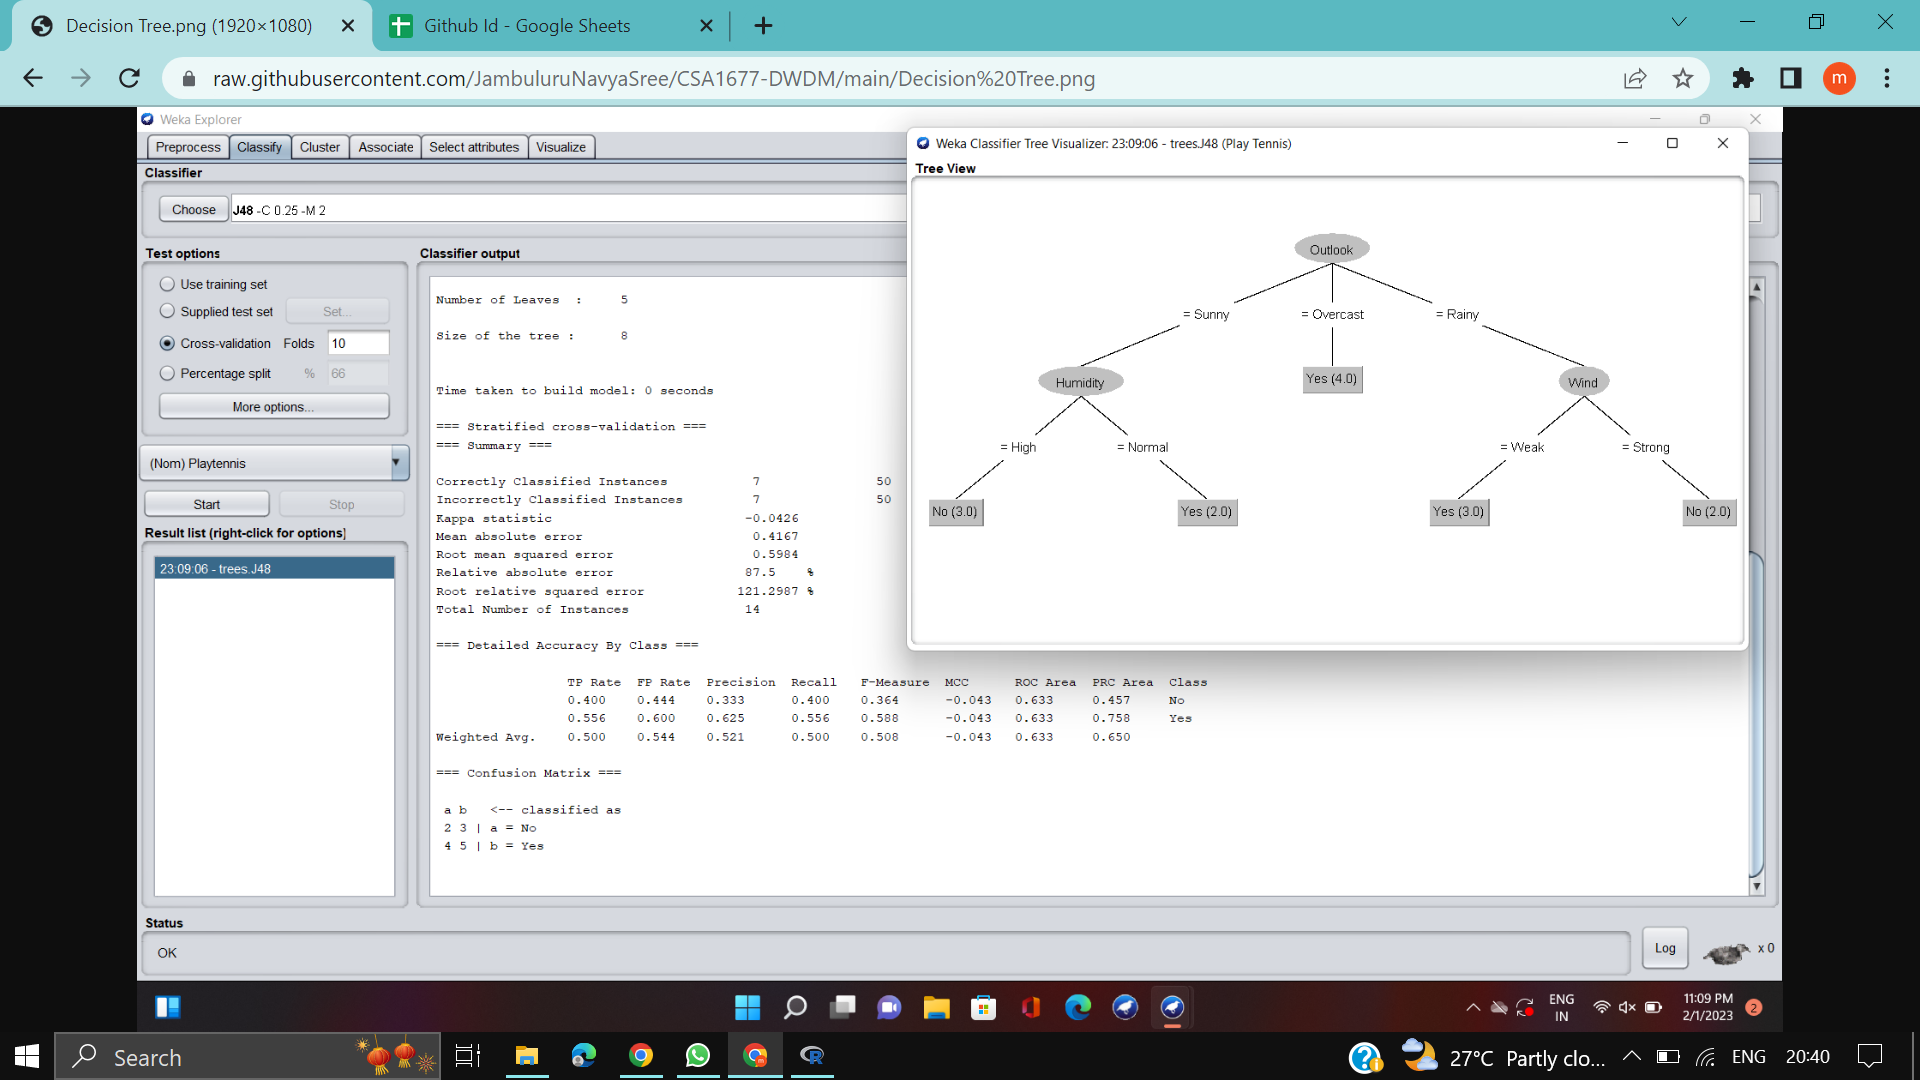 Decision Tree.png (1920×1080)
Github Id - Google Sheets
raw.githubusercontent.com/JambuluruNavyaSree/CSA1677-DWDM/main/Decision%20Tree.png
m
Weka Explorer
Preprocess Classify Cluster Associate Select attributes Visualize
Classifier
Choose J48 -C 0.25 -M 2
Test options
Use training set
Supplied test set Set...
Cross-validation Folds 10
Percentage split % 66
More options...
(Nom) Playtennis
Start Stop
Result list (right-click for options)
23:09:06 - trees.J48
Classifier output
Number of Leaves : 5
Size of the tree : 8
Time taken to build model: 0 seconds
=== Stratified cross-validation ===
=== Summary ===
Correctly Classified Instances 7 50
Incorrectly Classified Instances 7 50
Kappa statistic -0.0426
Mean absolute error 0.4167
Root mean squared error 0.5984
Relative absolute error 87.5 %
Root relative squared error 121.2987 %
Total Number of Instances 14
=== Detailed Accuracy By Class ===
TP Rate FP Rate Precision Recall F-Measure MCC ROC Area PRC Area Class
0.400 0.444 0.333 0.400 0.364 -0.043 0.633 0.457 No
0.556 0.600 0.625 0.556 0.588 -0.043 0.633 0.758 Yes
Weighted Avg. 0.500 0.544 0.521 0.500 0.508 -0.043 0.633 0.650
=== Confusion Matrix ===
a b <-- classified as
2 3 | a = No
4 5 | b = Yes
Weka Classifier Tree Visualizer: 23:09:06 - trees.J48 (Play Tennis)
Tree View
Outlook
= Sunny = Overcast = Rainy
Humidity Yes (4.0) Wind
= High = Normal = Weak = Strong
No (3.0) Yes (2.0) Yes (3.0) No (2.0)
Status
OK
Log x 0
ENG
IN
11:09 PM
2/1/2023
2
Search
27°C Partly clo...
ENG
20:40